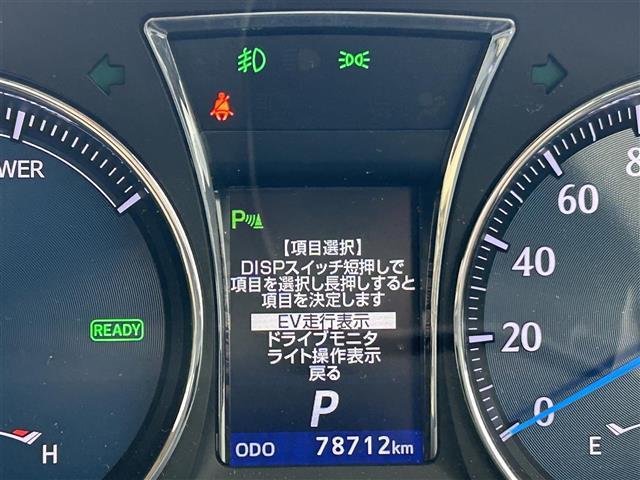 WER
READY
H
P
【項目選択】
DISPスイッチ短押しで
項目を選択し長押しすると
項目を決定します
EV走行表示
ドライブモニタ
ライト操作表示
戻る
P
ODO 78712km
8
60
40
20
0
E